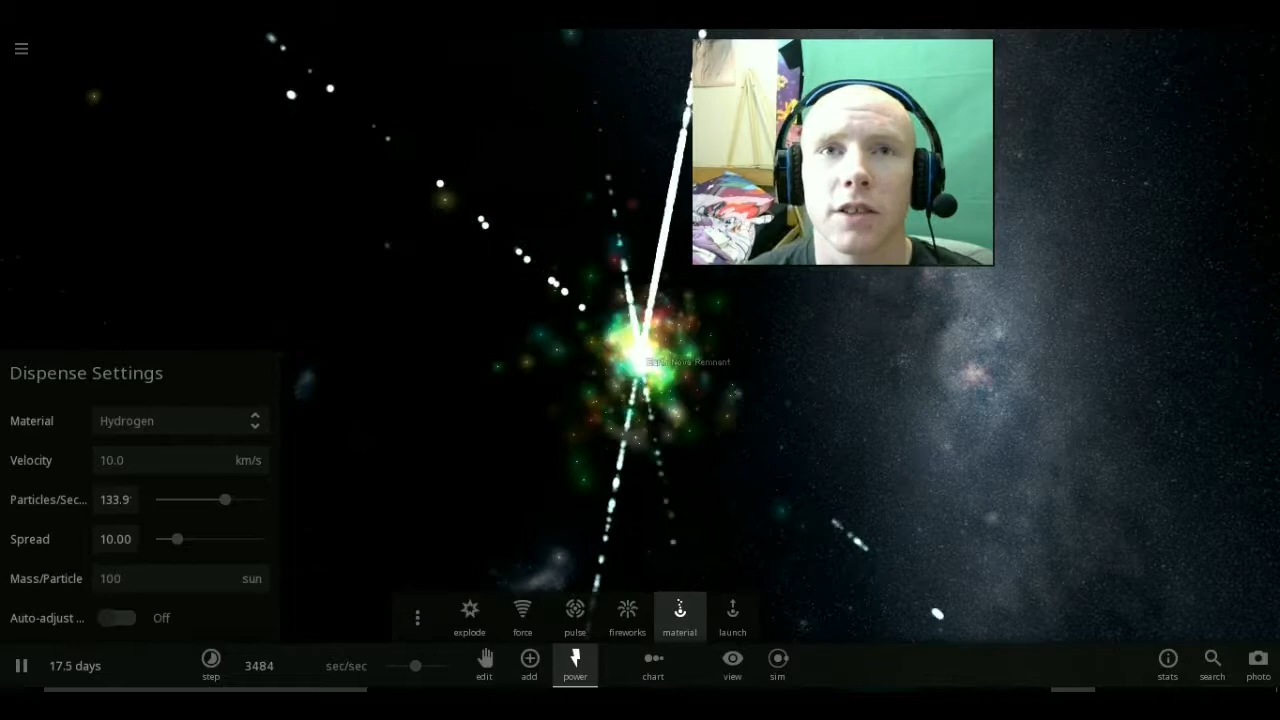 Earth Nova Remnant
Dispense Settings
Material Hydrogen
Velocity 10.0 km/s
Particles/Sec... 133.9
Spread 10.00
Mass/Particle 100 sun
Auto-adjust ... Off
explode force pulse fireworks material launch
17.5 days step 3484 sec/sec edit add power chart view sim stats search photo